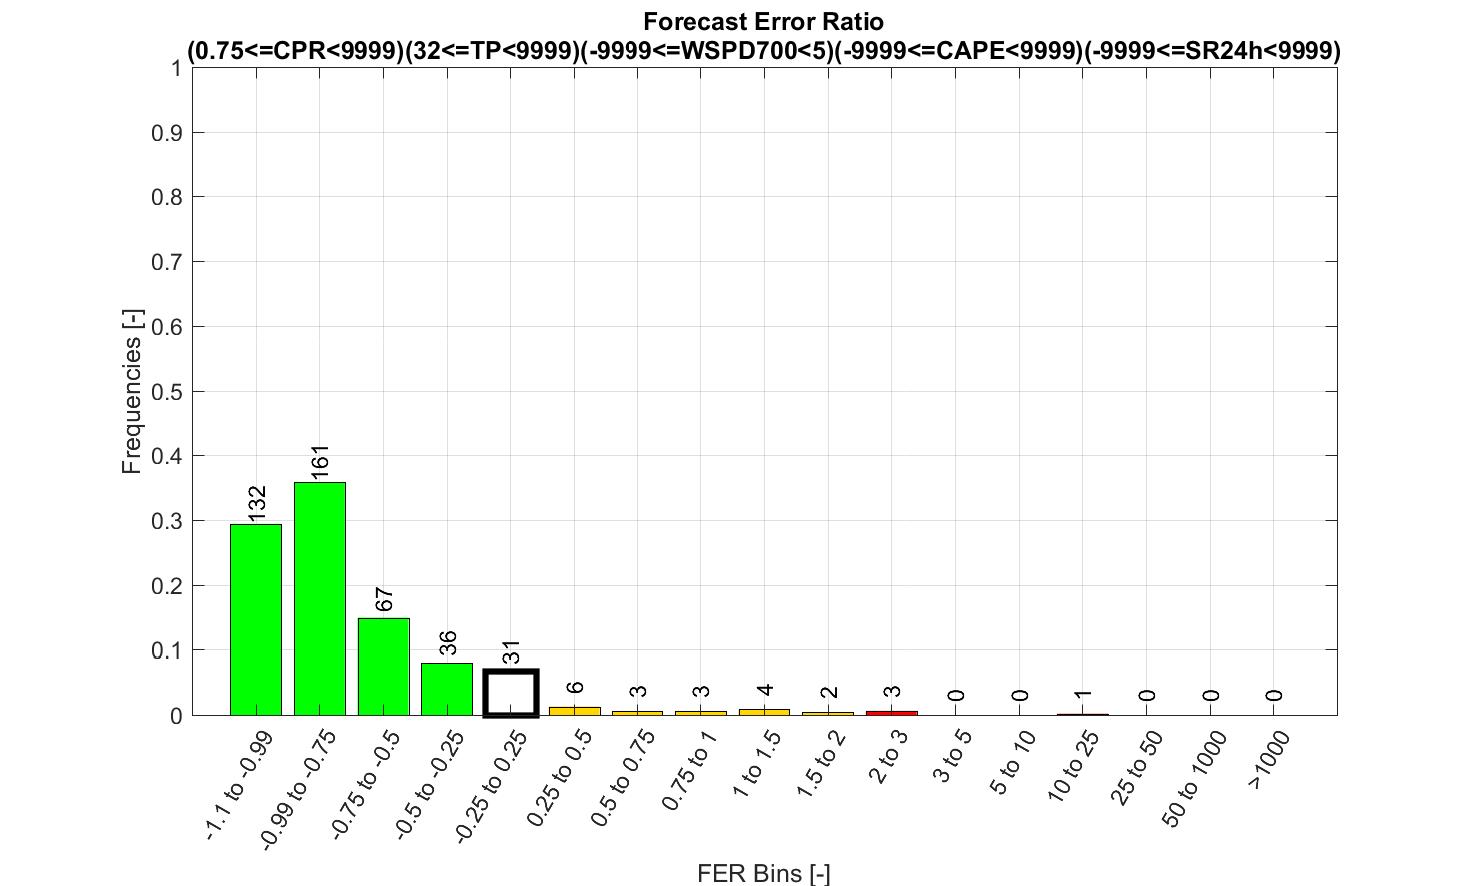 Forecast Error Ratio
(0.75<=CPR<9999)(32<=TP<9999)(-9999<=WSPD700<5)(-9999<=CAPE<9999)(-9999<=SR24h<9999)
1
0.9
0.8
0.7
0.6
0.5
0.4
0.3
0.2
0.1
0
Frequencies [-]
132
161
67
36
31
6
3
3
4
2
3
0
0
1
0
0
0
-1.1 to -0.99
-0.99 to -0.75
-0.75 to -0.5
-0.5 to -0.25
-0.25 to 0.25
0.25 to 0.5
0.5 to 0.75
0.75 to 1
1 to 1.5
1.5 to 2
2 to 3
3 to 5
5 to 10
10 to 25
25 to 50
50 to 1000
>1000
FER Bins [-]